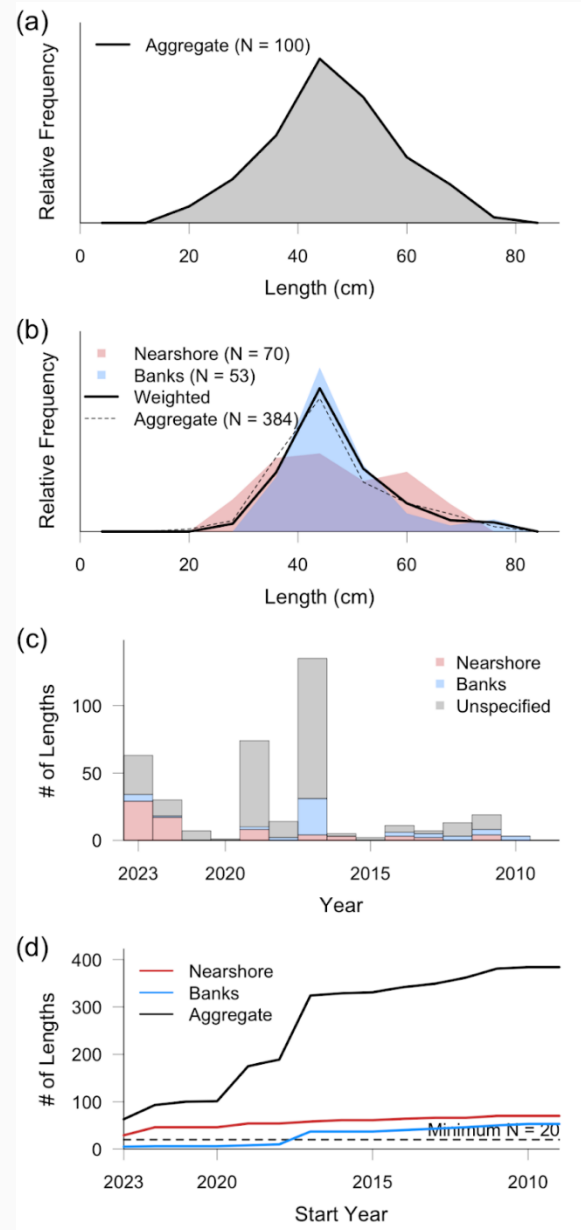 (a)
Aggregate (N = 100)
Relative Frequency
0 20 40 60 80
Length (cm)
(b)
Nearshore (N = 70)
Banks (N = 53)
Weighted
Aggregate (N = 384)
Relative Frequency
0 20 40 60 80
Length (cm)
(c)
Nearshore
Banks
Unspecified
# of Lengths
100
50
0
2023 2020 2015 2010
Year
(d)
Nearshore
Banks
Aggregate
# of Lengths
400
300
200
100
0
Minimum N = 20
2023 2020 2015 2010
Start Year